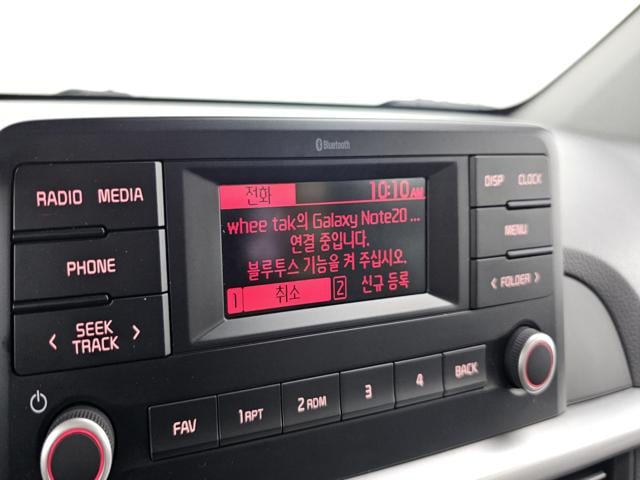 Bluetooth
RADIO MEDIA
PHONE
< SEEK TRACK >
전화 10:10 AM
whee tak의 Galaxy Note20 ...
연결 중입니다.
블루투스 기능을 켜 주십시오.
1 취소 2 신규 등록
DISP CLOCK
MENU
< FOLDER >
FAV 1 RPT 2 RDM 3 4 BACK